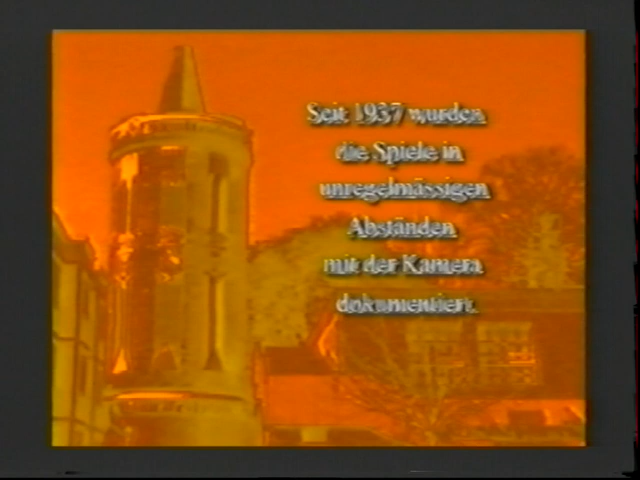 Seit 1937 wurden
die Spiele in
unregelmässigen
Abständen
mit der Kamera
dokumentiert.